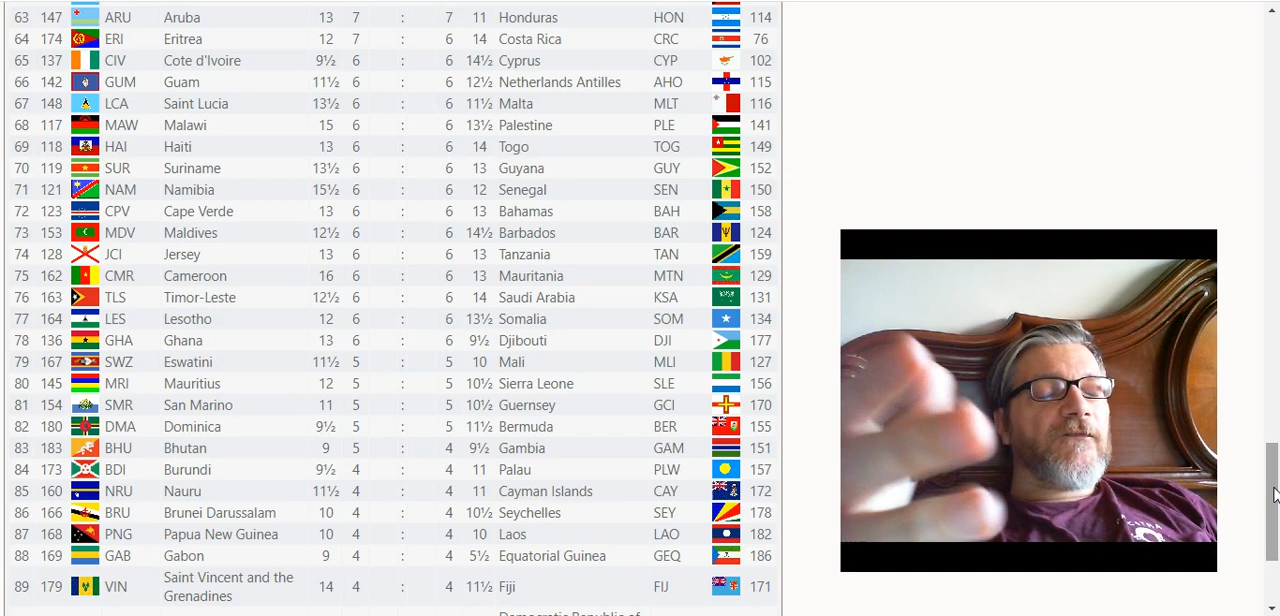 63 147 ARU Aruba 13 7 : 7 11 Honduras HON 114
63 174 ERI Eritrea 12 7 : 7 14 Costa Rica CRC 76
65 137 CIV Cote d'Ivoire 9½ 6 : 6 14½ Cyprus CYP 102
66 142 GUM Guam 11½ 6 : 6 12½ Netherlands Antilles AHO 115
67 148 LCA Saint Lucia 13½ 6 : 6 11½ Malta MLT 116
68 117 MAW Malawi 15 6 : 6 13½ Palestine PLE 141
69 118 HAI Haiti 13 6 : 6 14 Togo TOG 149
70 119 SUR Suriname 13½ 6 : 6 13 Guyana GUY 152
71 121 NAM Namibia 15½ 6 : 6 12 Senegal SEN 150
72 123 CPV Cape Verde 13 6 : 6 13 Bahamas BAH 158
73 153 MDV Maldives 12½ 6 : 6 14½ Barbados BAR 124
74 128 JCI Jersey 13 6 : 6 13 Tanzania TAN 159
75 162 CMR Cameroon 16 6 : 6 13 Mauritania MTN 129
76 163 TLS Timor-Leste 12½ 6 : 6 14 Saudi Arabia KSA 131
77 164 LES Lesotho 12 6 : 6 13½ Somalia SOM 134
78 136 GHA Ghana 13 6 : 6 9½ Djibouti DJI 177
79 167 SWZ Eswatini 11½ 5 : 5 10 Mali MLI 127
80 145 MRI Mauritius 12 5 : 5 10½ Sierra Leone SLE 156
154 SMR San Marino 11 5 : 5 10½ Guernsey GCI 170
180 DMA Dominica 9½ 5 : 5 11½ Bermuda BER 155
83 183 BHU Bhutan 9 5 : 4 9½ Gambia GAM 151
84 173 BDI Burundi 9½ 4 : 4 11 Palau PLW 157
85 160 NRU Nauru 11½ 4 : 4 Cayman Islands CAY 172
166 BRU Brunei Darussalam 10 4 : 4 10½ Seychelles SEY 178
168 PNG Papua New Guinea 10 4 : 4 Laos LAO 182
169 GAB Gabon 9 4 : 4 Equatorial Guinea GEQ 186
89 179 VIN Saint Vincent and the Grenadines 14 4 : 4 11½ Fiji FIJ 171
Democratic Republic of